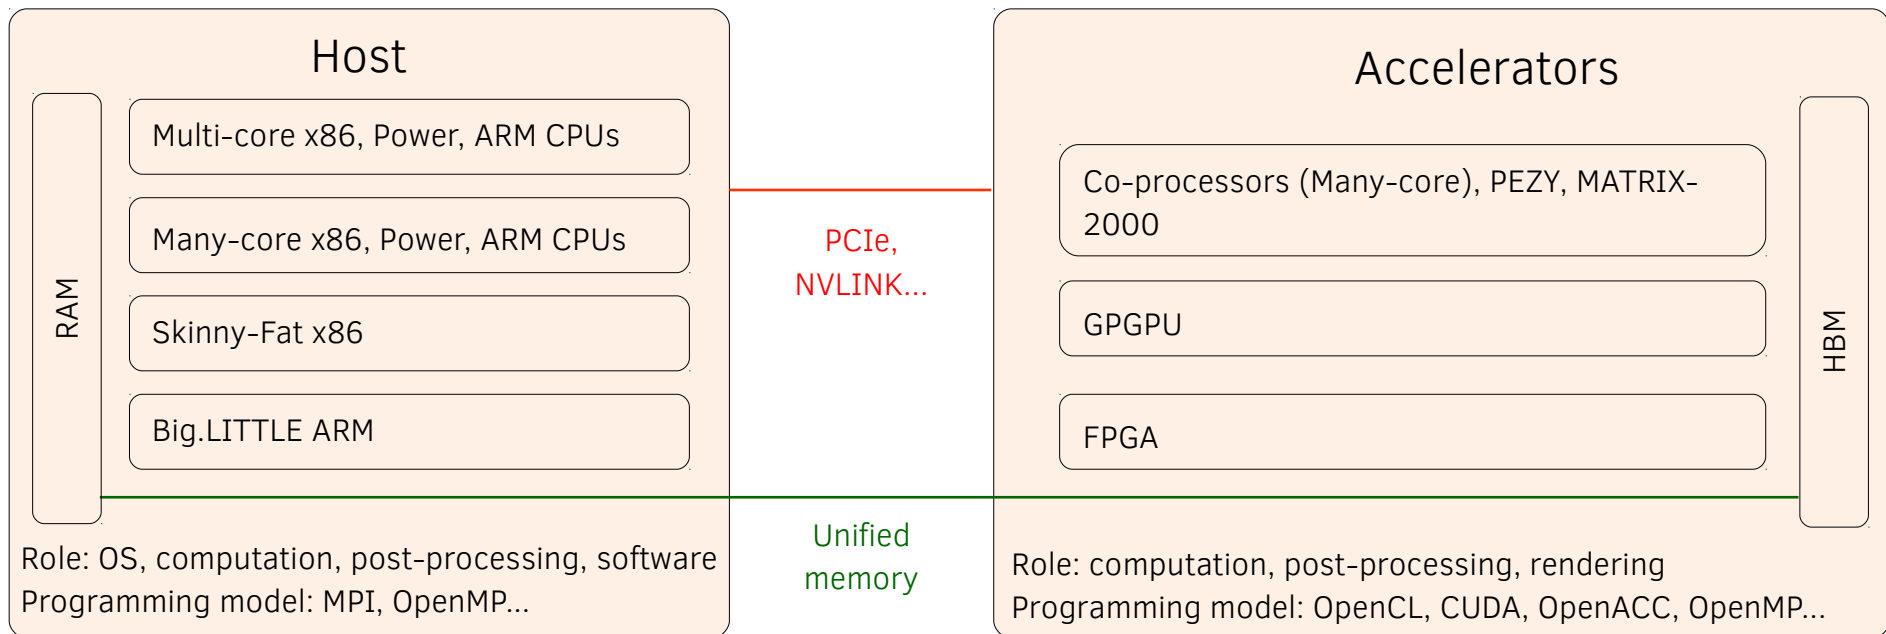 Host
RAM
Multi-core x86, Power, ARM CPUs
Many-core x86, Power, ARM CPUs
Skinny-Fat x86
Big.LITTLE ARM
Role: OS, computation, post-processing, software
Programming model: MPI, OpenMP...
PCIe,
NVLINK...
Unified
memory
Accelerators
Co-processors (Many-core), PEZY, MATRIX-
2000
GPGPU
FPGA
HBM
Role: computation, post-processing, rendering
Programming model: OpenCL, CUDA, OpenACC, OpenMP...